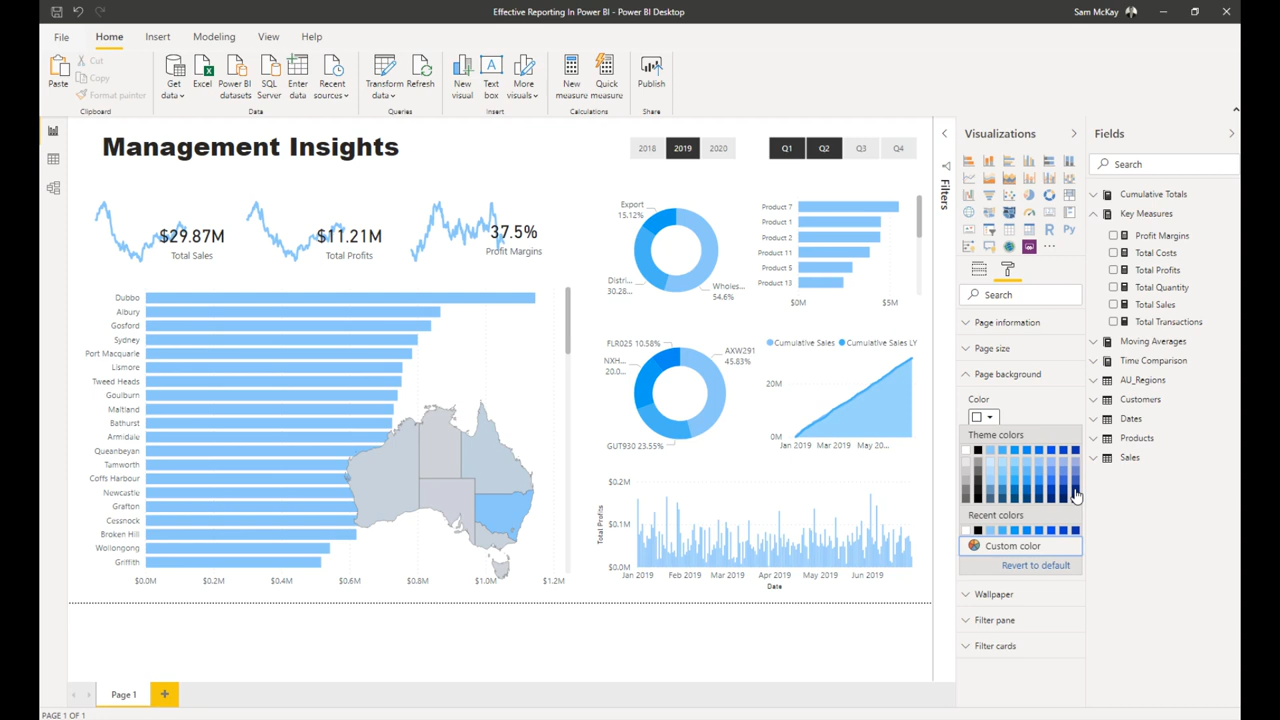 Effective Reporting In Power BI - Power BI Desktop
Sam McKay
File
Home
Insert
Modeling
View
Help
Paste
Cut
Copy
Format painter
Get data
Excel
Power BI datasets
SQL Server
Enter data
Recent sources
Transform data
Refresh
New visual
Text box
More visuals
New measure
Quick measure
Publish
Clipboard
Data
Queries
Insert
Calculations
Share
Management Insights
2018
2019
2020
Q1
Q2
Q3
Q4
$29.87M
Total Sales
$11.21M
Total Profits
37.5%
Profit Margins
Dubbo
Albury
Gosford
Sydney
Port Macquarie
Lismore
Tweed Heads
Goulburn
Maltland
Bathurst
Armidale
Queanbeyan
Tumworth
Coffs Harbour
Newcastle
Grafton
Cessnock
Broken Hill
Wollongong
Griffith
$0.0M
$0.2M
$0.4M
$0.6M
$0.8M
$1.0M
$1.2M
Export
15.12%
Distri...
30.28...
Wholes...
54.6%
Product 7
Product 1
Product 2
Product 11
Product 5
Product 13
$0M
$5M
FLR025 10.58%
NXH...
20.0...
AXW291
45.83%
GUT930 23.55%
Cumulative Sales
Cumulative Sales LY
20M
0M
Jan 2019
Mar 2019
May 20...
Total Profits
$0.2M
$0.1M
$0.0M
Jan 2019
Feb 2019
Mar 2019
Apr 2019
May 2019
Jun 2019
Date
Filters
Visualizations
R
Py
Search
Page information
Page size
Page background
Color
Theme colors
Recent colors
Custom color
Revert to default
Wallpaper
Filter pane
Filter cards
Fields
Search
Cumulative Totals
Key Measures
Profit Margins
Total Costs
Total Profits
Total Quantity
Total Sales
Total Transactions
Moving Averages
Time Comparison
AU_Regions
Customers
Dates
Products
Sales
Page 1
PAGE 1 OF 1